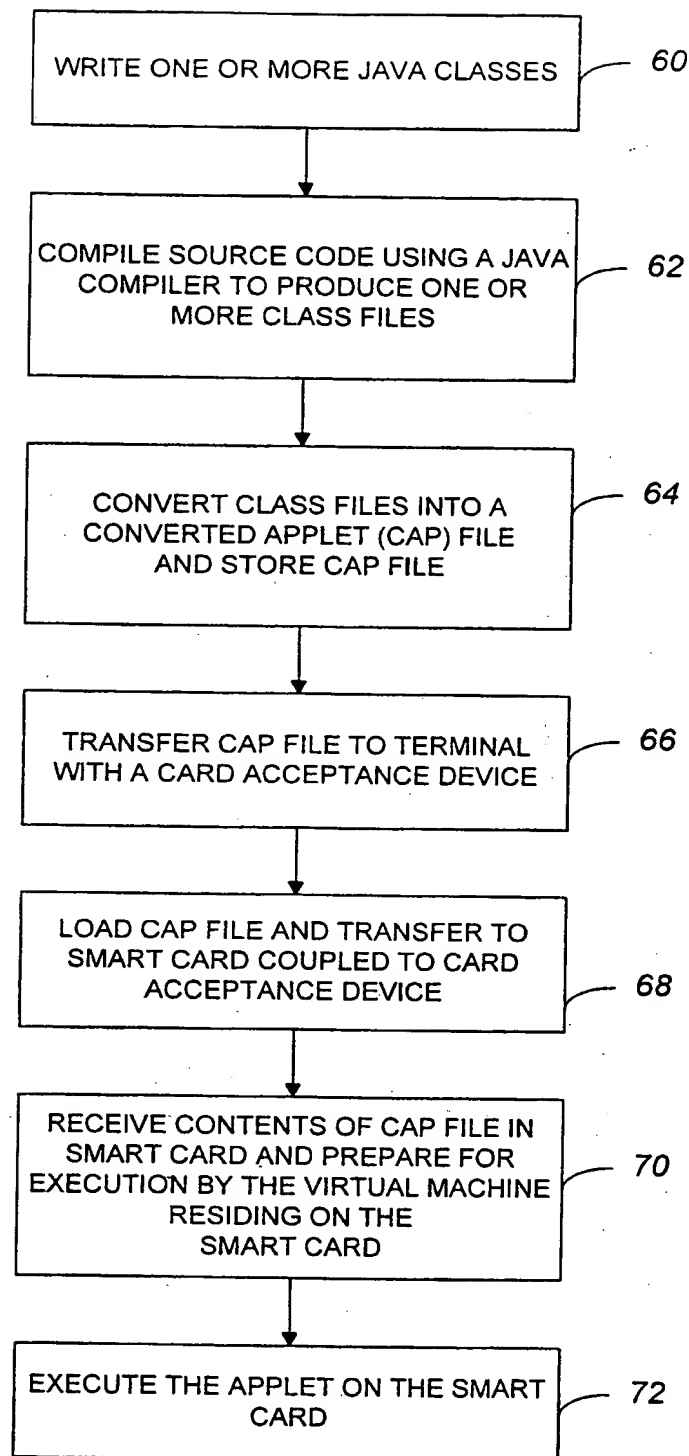 WRITE ONE OR MORE JAVA CLASSES
60
COMPILE SOURCE CODE USING A JAVA
COMPILER TO PRODUCE ONE OR
MORE CLASS FILES
62
CONVERT CLASS FILES INTO A
CONVERTED APPLET (CAP) FILE
AND STORE CAP FILE
64
TRANSFER CAP FILE TO TERMINAL
WITH A CARD ACCEPTANCE DEVICE
66
LOAD CAP FILE AND TRANSFER TO
SMART CARD COUPLED TO CARD
ACCEPTANCE DEVICE
68
RECEIVE CONTENTS OF CAP FILE IN
SMART CARD AND PREPARE FOR
EXECUTION BY THE VIRTUAL MACHINE
RESIDING ON THE
SMART CARD
70
EXECUTE THE APPLET ON THE SMART
CARD
72